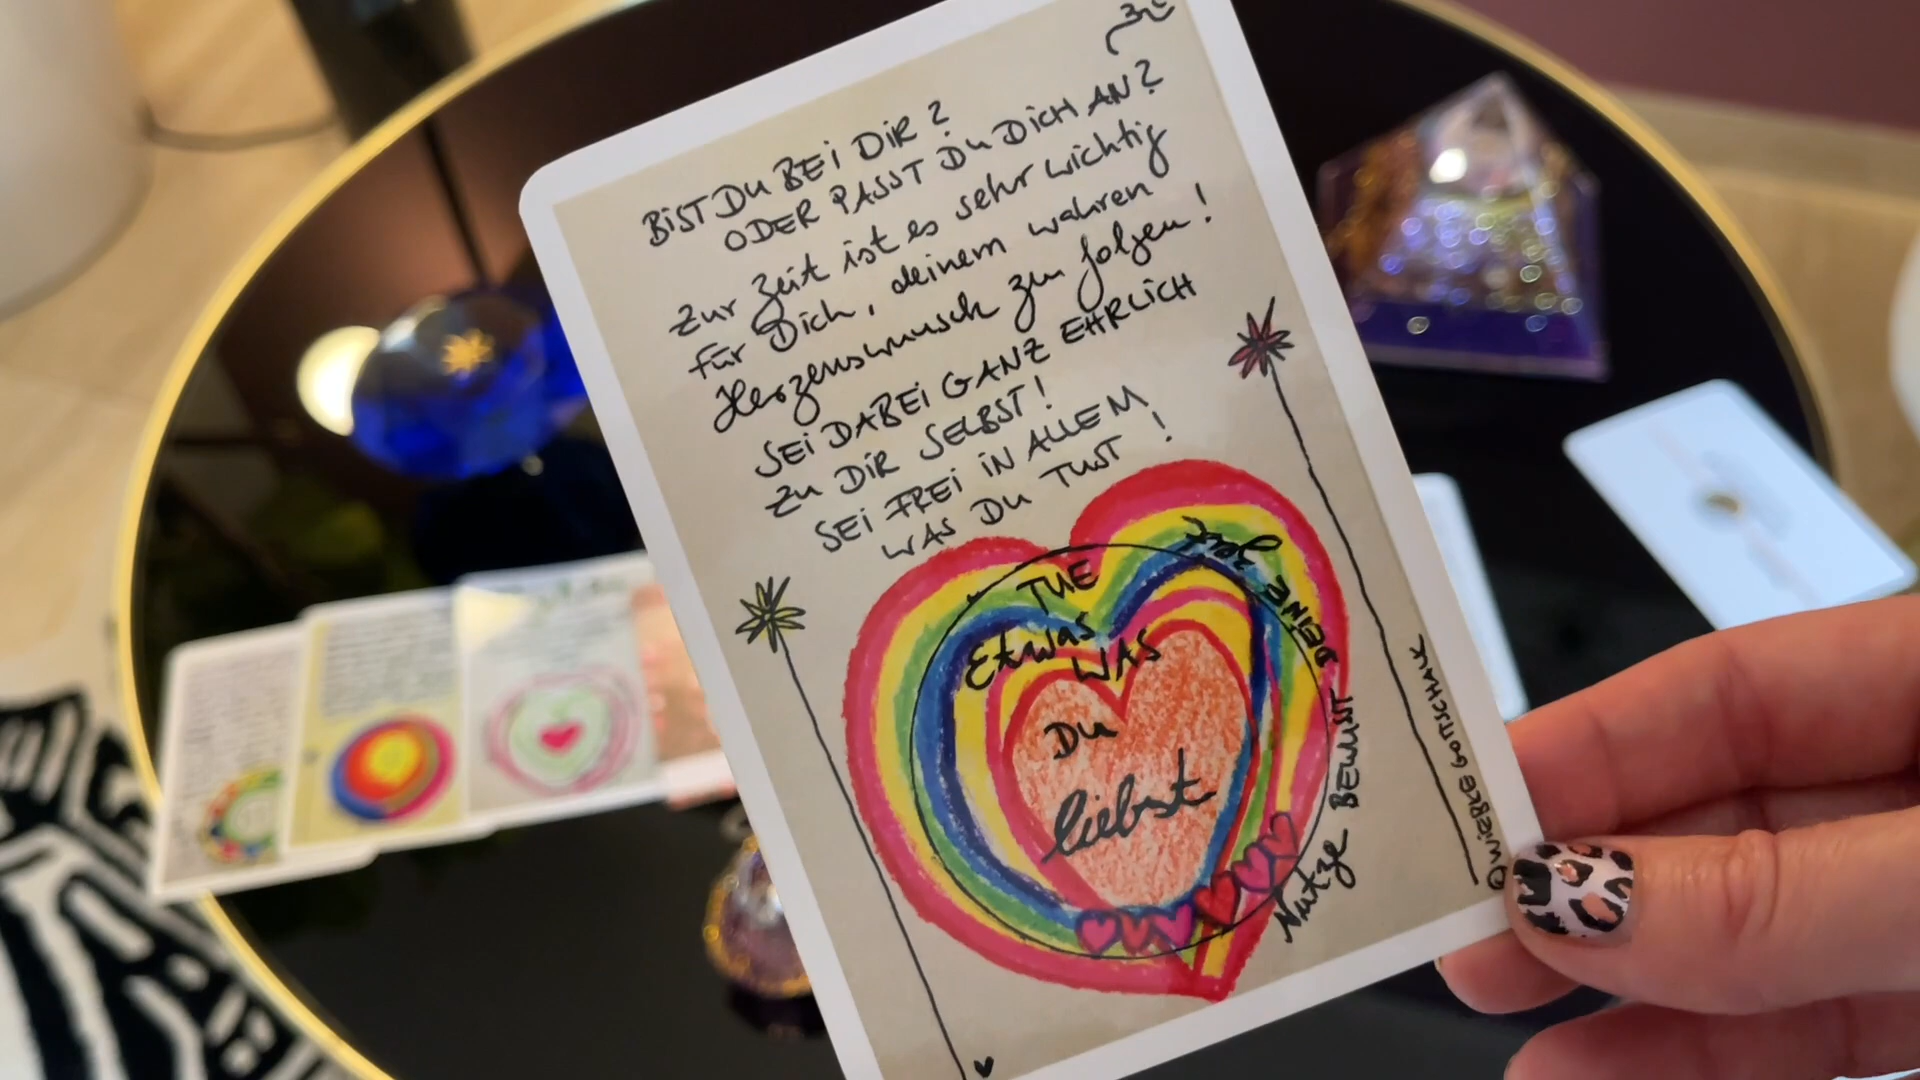 32
BIST DU BEI DIR?
ODER PASST DU DICH AN?
Zur Zeit ist es sehr wichtig
für Dich, deinem wahren
Herzenswunsch zu folgen!
SEI DABEI GANZ EHRLICH
ZU DIR SELBST!
SEI FREI IN ALLEM,
WAS DU TUST!
TUE
Etwas
WAS
Du
liebst
Nutze BEWUSST DEINE Zeit
© WIEBKE GOTTSCHALK